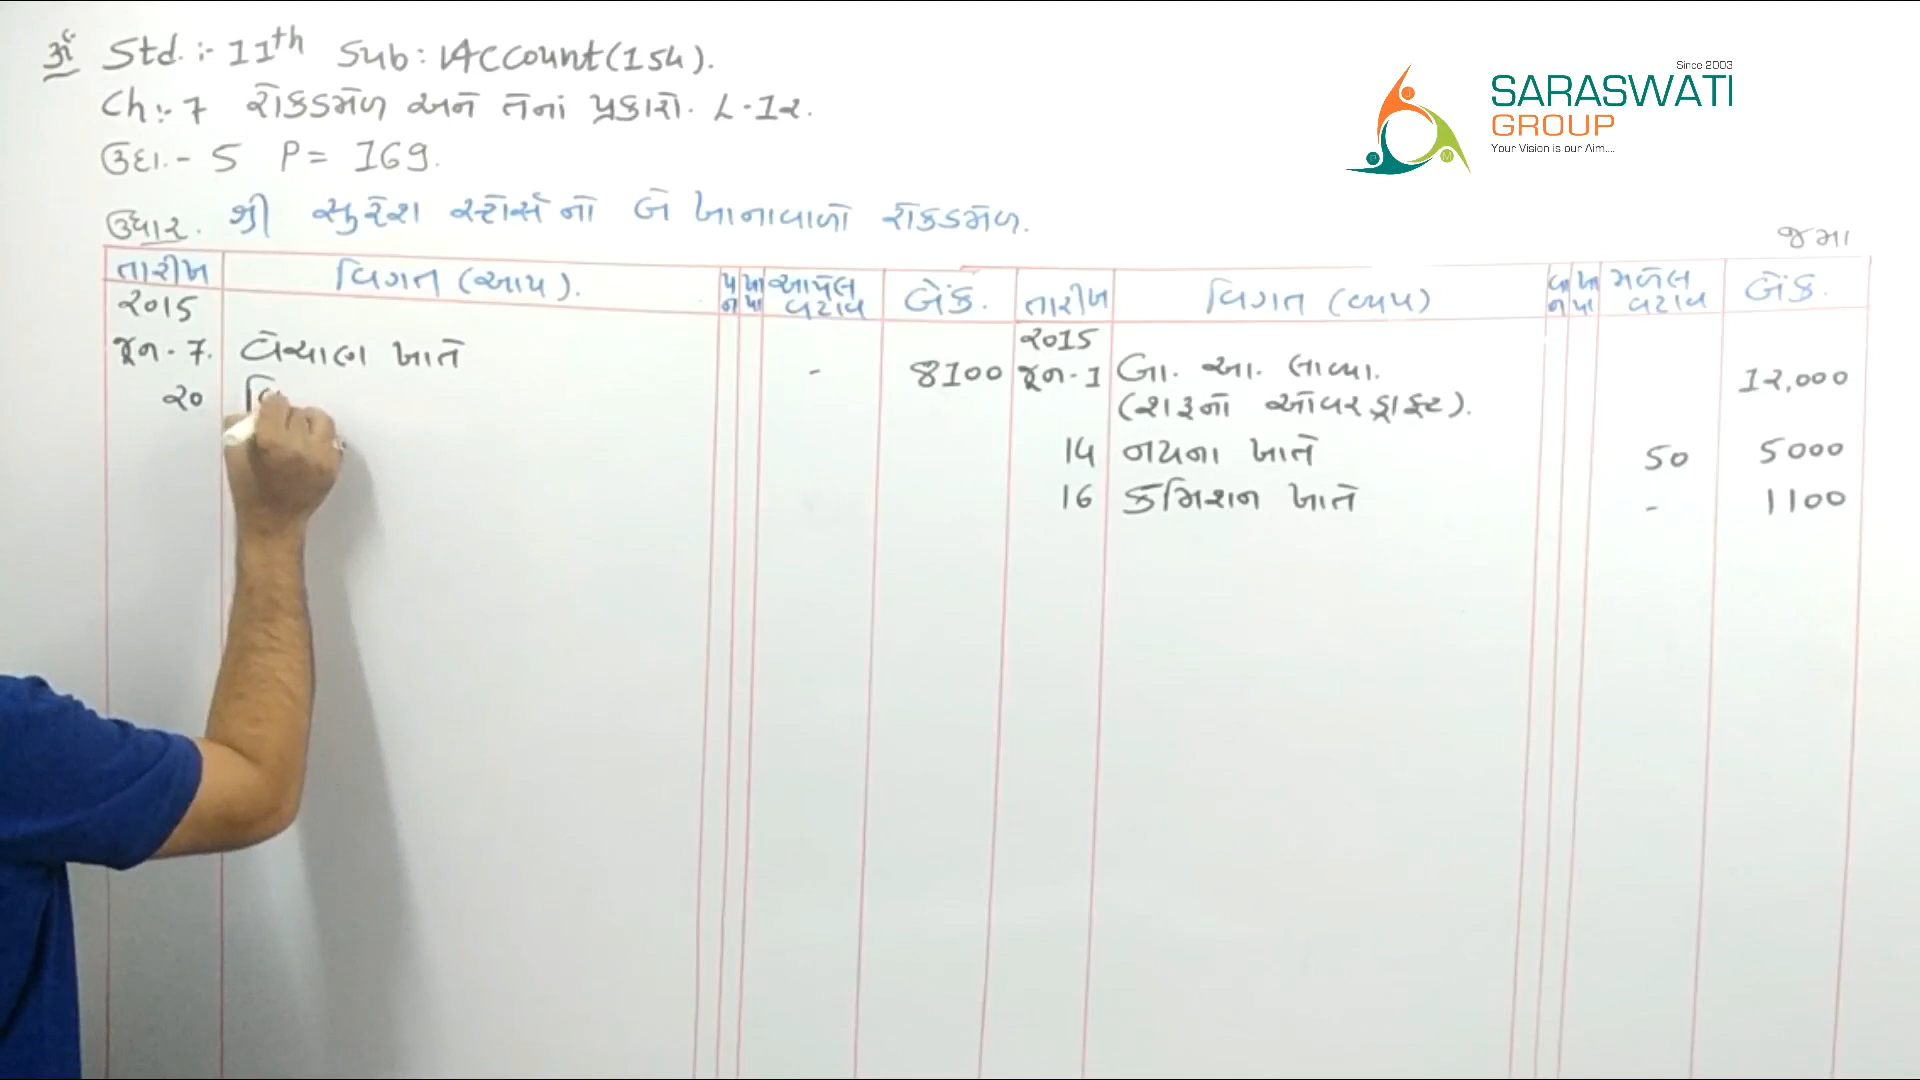 ૐ Std. :- 11th Sub : Account (154).
Ch :- 7 રોકડમેળ અને તેનાં પ્રકારો. L-12.
ઉદા. - 5 P = 169.
ઉધાર. શ્રી સુરેશ સ્ટોર્સનો બે ખાનાવાળો રોકડમેળ.
જમા
તારીખ વિગત (આવક). પા ન ખા પા આપેલ વટાવ બેંક. તારીખ વિગત (વ્યય) વા ન ખા પા મળેલ વટાવ બેંક.
2015 2015
જૂન - 7. વેચાણ ખાતે - 8100 જૂન - 1 બા. આ. લાવ્યા. 12,000
(શરૂનો ઓવરડ્રાફ્ટ).
20
14 નયના ખાતે 50 5000
16 કમિશન ખાતે - 1100
SARASWATI
GROUP
Since 2003
Your Vision is our Aim....